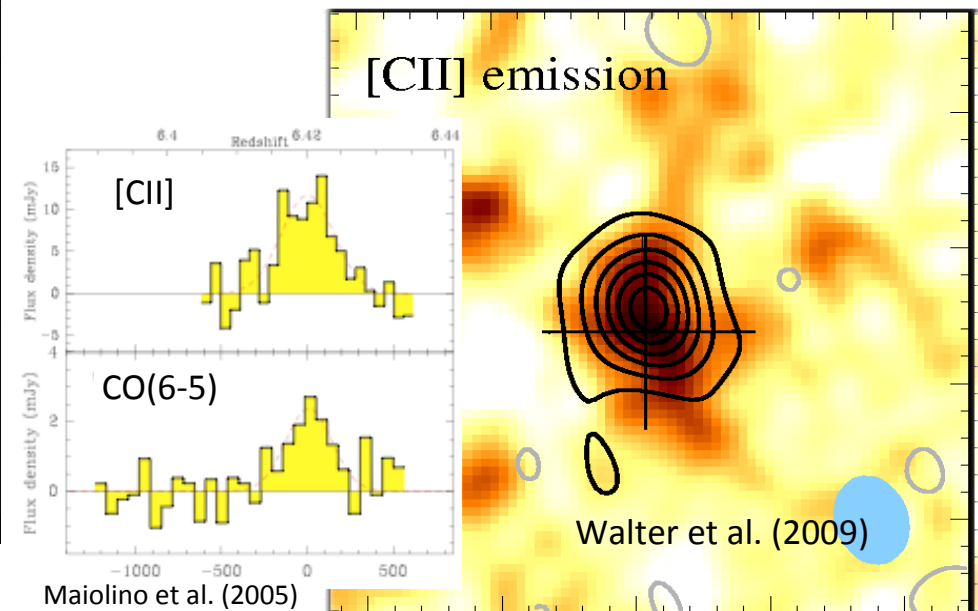 [CII] emission
6.4 6.42 6.44
Redshift
[CII]
Flux density (mJy)
15
10
5
0
-5
4
CO(6-5)
Flux density (mJy)
2
0
-1000 -500 0 500
Maiolino et al. (2005)
Walter et al. (2009)